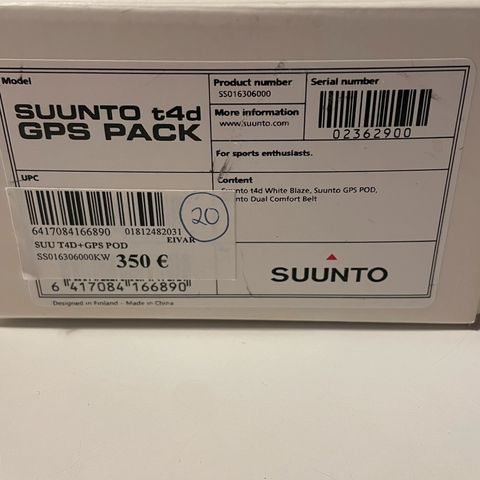 Model
SUUNTO t4d
GPS PACK
Product number
SS016306000
More information
www.suunto.com
Serial number
02362900
For sports enthusiasts.
UPC
Content
Suunto t4d White Blaze, Suunto GPS POD,
Suunto Dual Comfort Belt
6417084166890 01812482031
EIVAR
SUU T4D+GPS POD
SS016306000KW 350 €
20
6 417084 166890
SUUNTO
Designed in Finland - Made in China